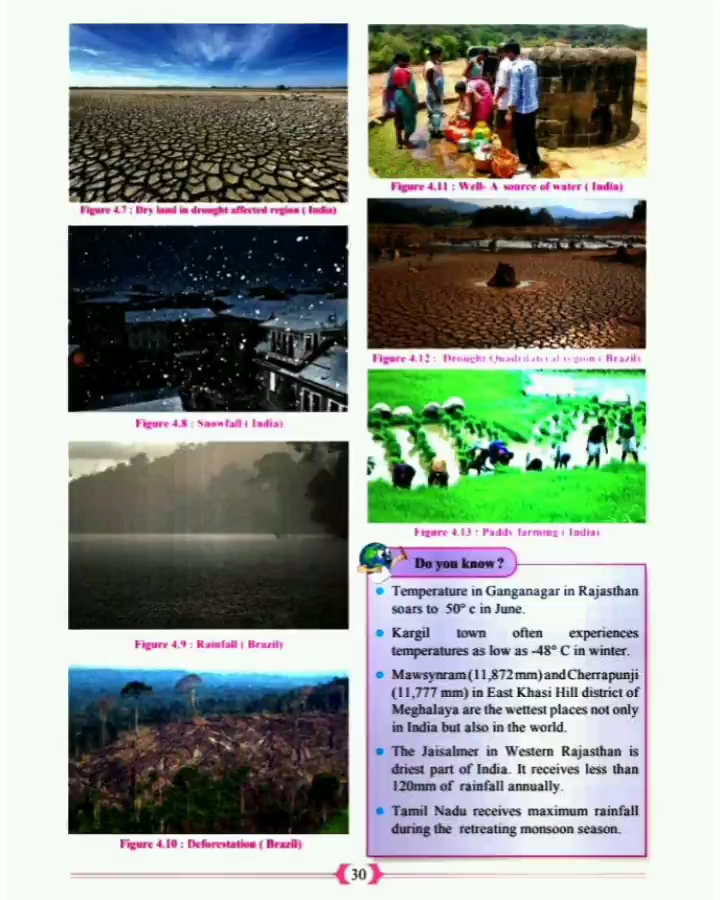 Figure 4.7 : Dry land in drought affected region ( India)
Figure 4.8 : Snowfall ( India)
Figure 4.9 : Rainfall ( Brazil)
Figure 4.10 : Deforestation ( Brazil)
Figure 4.11 : Well- A source of water ( India)
Figure 4.12 : Drought Quadrilateral region ( Brazil)
Figure 4.13 : Paddy farming ( India)
Do you know ?
Temperature in Ganganagar in Rajasthan
soars to 50° c in June.
Kargil town often experiences
temperatures as low as -48° C in winter.
Mawsynram (11,872 mm) and Cherrapunji
(11,777 mm) in East Khasi Hill district of
Meghalaya are the wettest places not only
in India but also in the world.
The Jaisalmer in Western Rajasthan is
driest part of India. It receives less than
120mm of rainfall annually.
Tamil Nadu receives maximum rainfall
during the retreating monsoon season.
30